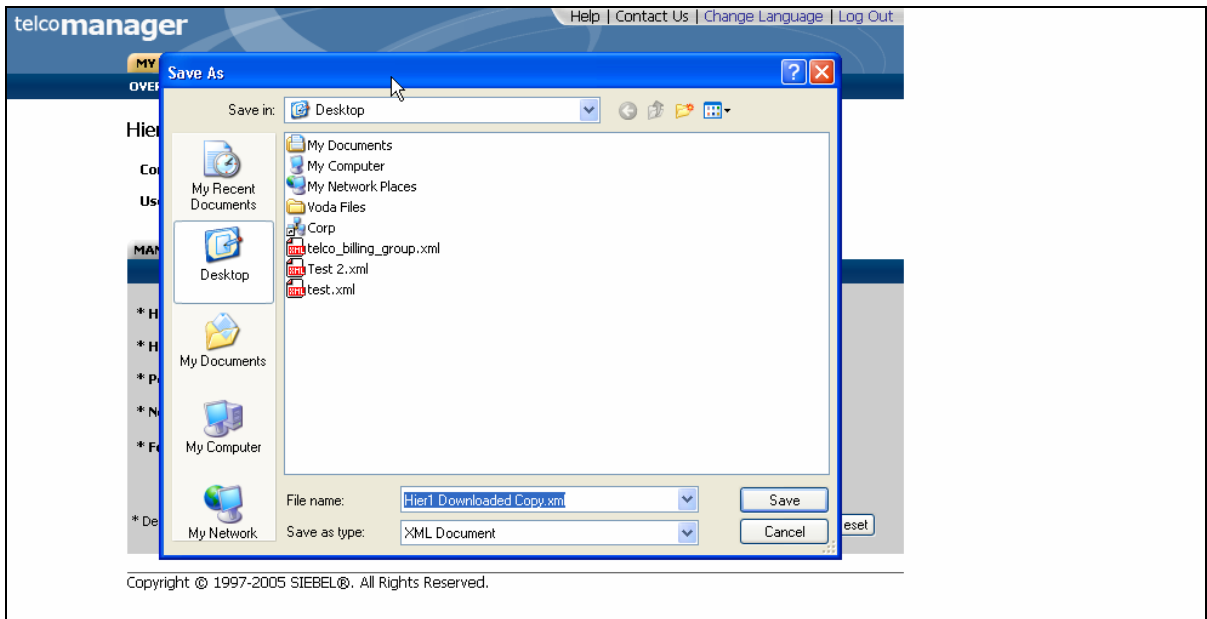 telcomanager
Help | Contact Us | Change Language | Log Out
MY
Save As
Save in:
Desktop
Hier
Co
Us
MAN
* H
* H
* P
* N
* Fe
* De
My Recent
Documents
Desktop
My Documents
My Computer
My Network
My Documents
My Computer
My Network Places
Voda Files
Corp
telco_billing_group.xml
Test 2.xml
test.xml
File name:
Hier1 Downloaded Copy.xml
Save
Save as type:
XML Document
Cancel
eset
Copyright © 1997-2005 SIEBEL®. All Rights Reserved.